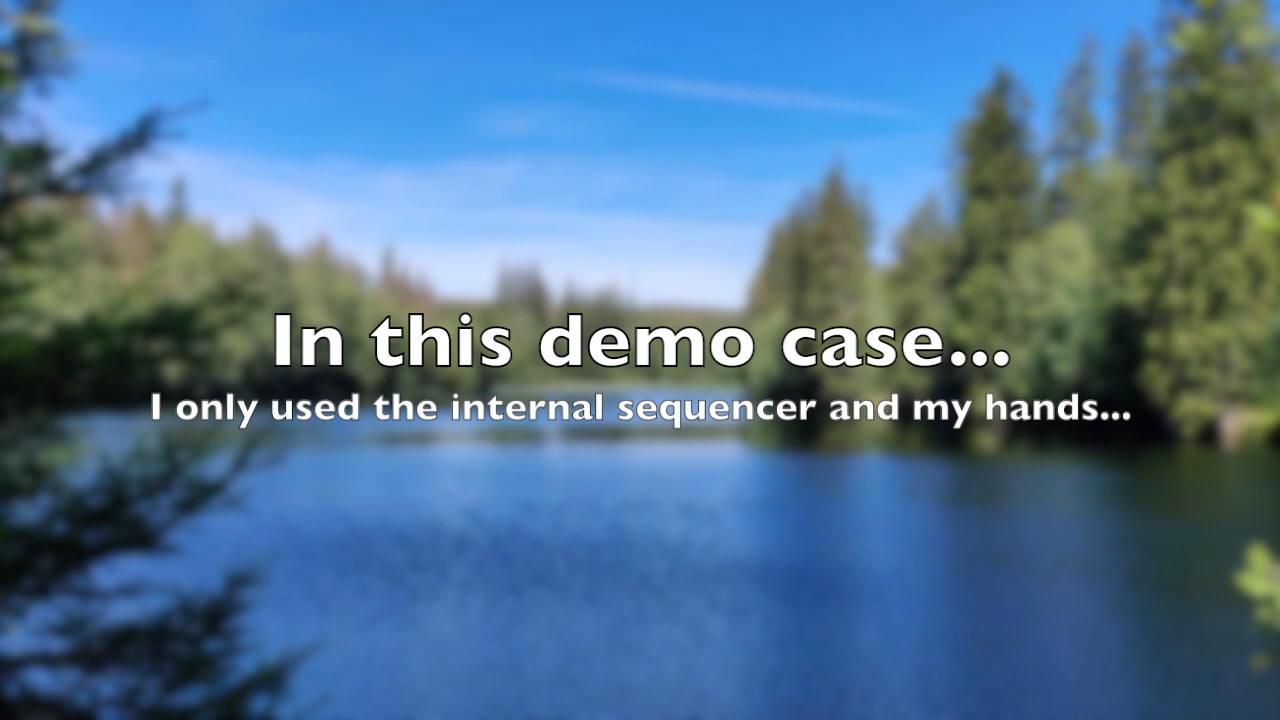 In this demo case...
I only used the internal sequencer and my hands...